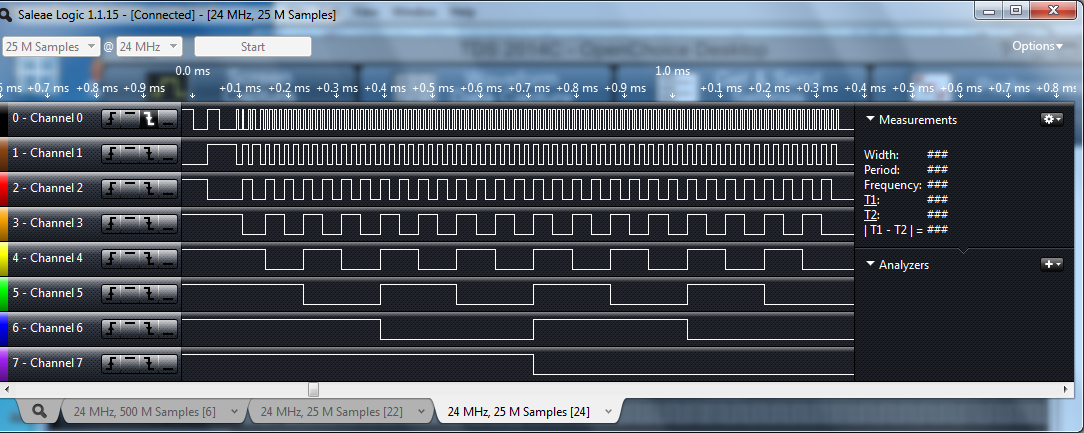 Saleae Logic 1.1.15 - [Connected] - [24 MHz, 25 M Samples]
25 M Samples @ 24 MHz Start Options
0.0 ms 1.0 ms
+0.7 ms +0.8 ms +0.9 ms +0.1 ms +0.2 ms +0.3 ms +0.4 ms +0.5 ms +0.6 ms +0.7 ms +0.8 ms +0.9 ms +0.1 ms +0.2 ms +0.3 ms +0.4 ms +0.5 ms +0.6 ms +0.7 ms +0.8 ms
0 - Channel 0
1 - Channel 1
2 - Channel 2
3 - Channel 3
4 - Channel 4
5 - Channel 5
6 - Channel 6
7 - Channel 7
Measurements
Width: ###
Period: ###
Frequency: ###
T1: ###
T2: ###
| T1 - T2 | = ###
Analyzers
24 MHz, 500 M Samples [6] 24 MHz, 25 M Samples [22] 24 MHz, 25 M Samples [24]